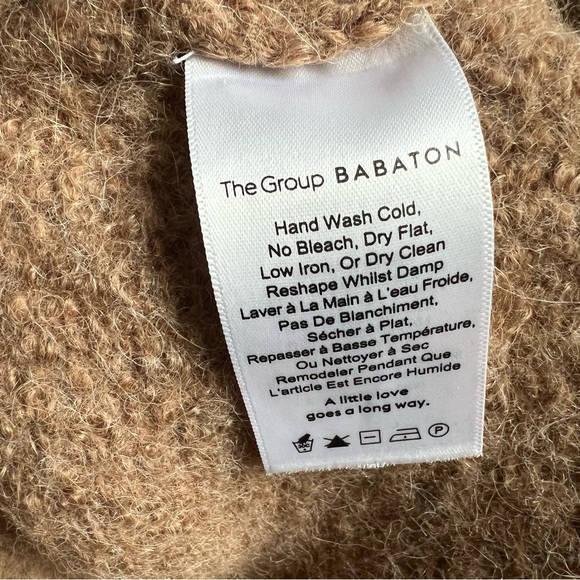 The Group BABATON
Hand Wash Cold,
No Bleach, Dry Flat,
Low Iron, Or Dry Clean
Reshape Whilst Damp
Laver à La Main à L'eau Froide,
Pas De Blanchiment,
Sécher à Plat,
Repasser à Basse Température,
Ou Nettoyer à Sec
Remodeler Pendant Que
L'article Est Encore Humide
A little love
goes a long way.
P